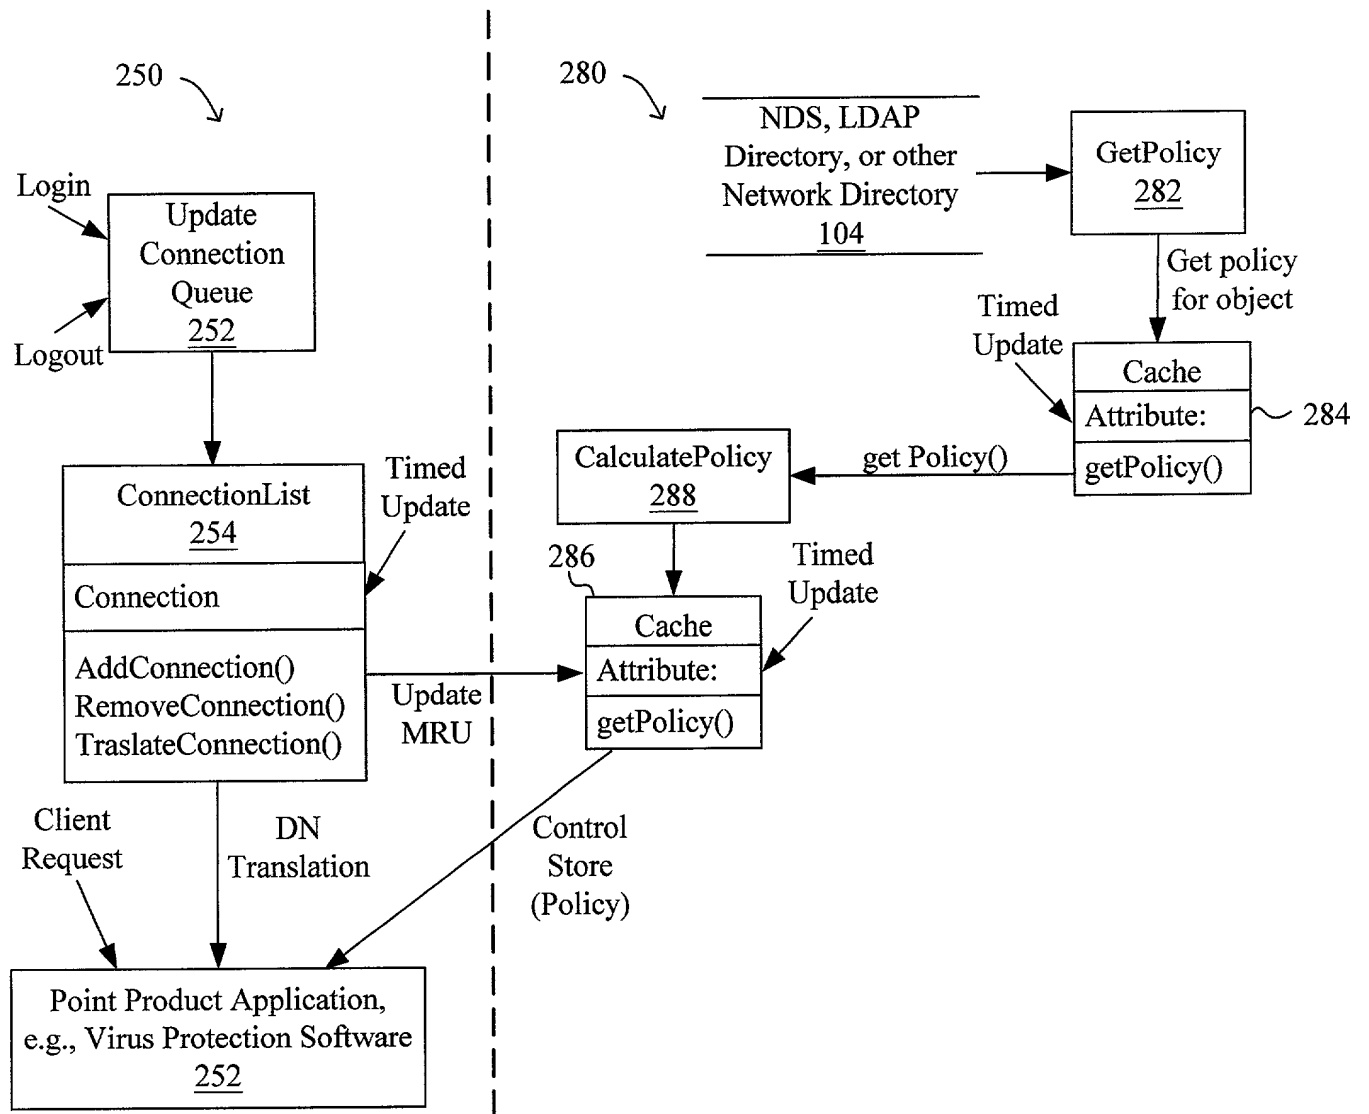 250
Login
Update
Connection
Queue
252
Logout
ConnectionList
254
Timed
Update
Connection
AddConnection()
RemoveConnection()
TraslateConnection()
Update
MRU
Client
Request
DN
Translation
Point Product Application,
e.g., Virus Protection Software
252
280
NDS, LDAP
Directory, or other
Network Directory
104
GetPolicy
282
Get policy
for object
Timed
Update
Cache
Attribute:
getPolicy()
284
get Policy()
CalculatePolicy
288
286
Timed
Update
Cache
Attribute:
getPolicy()
Control
Store
(Policy)